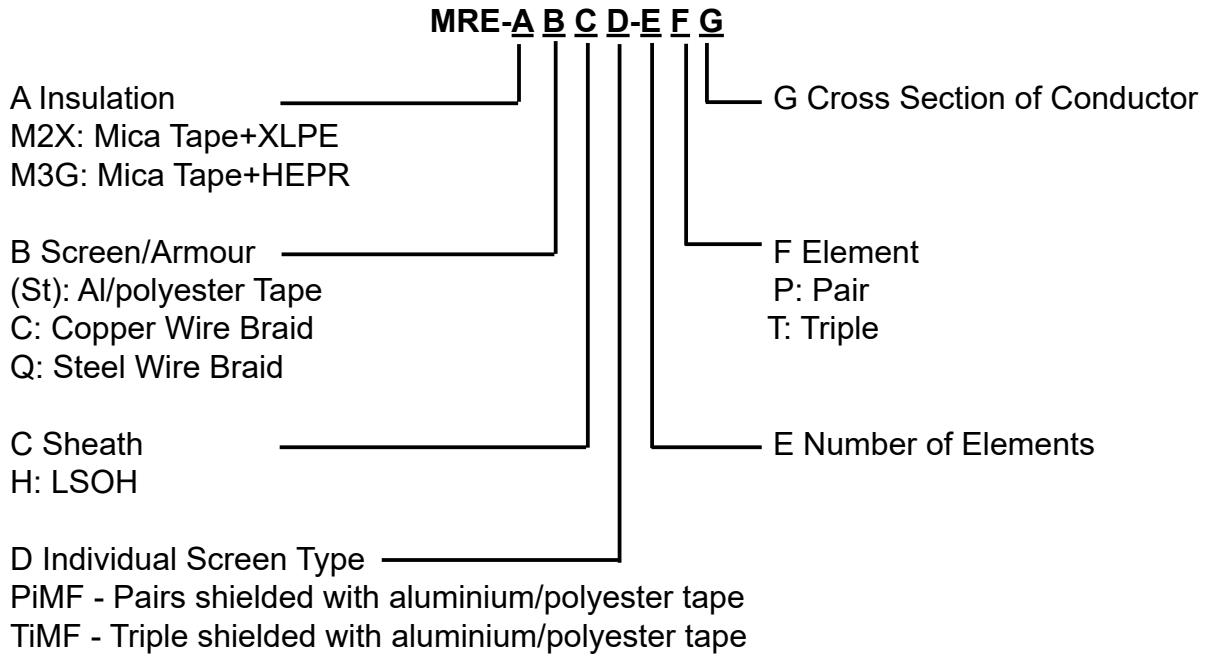 MRE-A B C D-E F G
A Insulation
M2X: Mica Tape+XLPE
M3G: Mica Tape+HEPR
B Screen/Armour
(St): Al/polyester Tape
C: Copper Wire Braid
Q: Steel Wire Braid
C Sheath
H: LSOH
D Individual Screen Type
PiMF - Pairs shielded with aluminium/polyester tape
TiMF - Triple shielded with aluminium/polyester tape
G Cross Section of Conductor
F Element
P: Pair
T: Triple
E Number of Elements